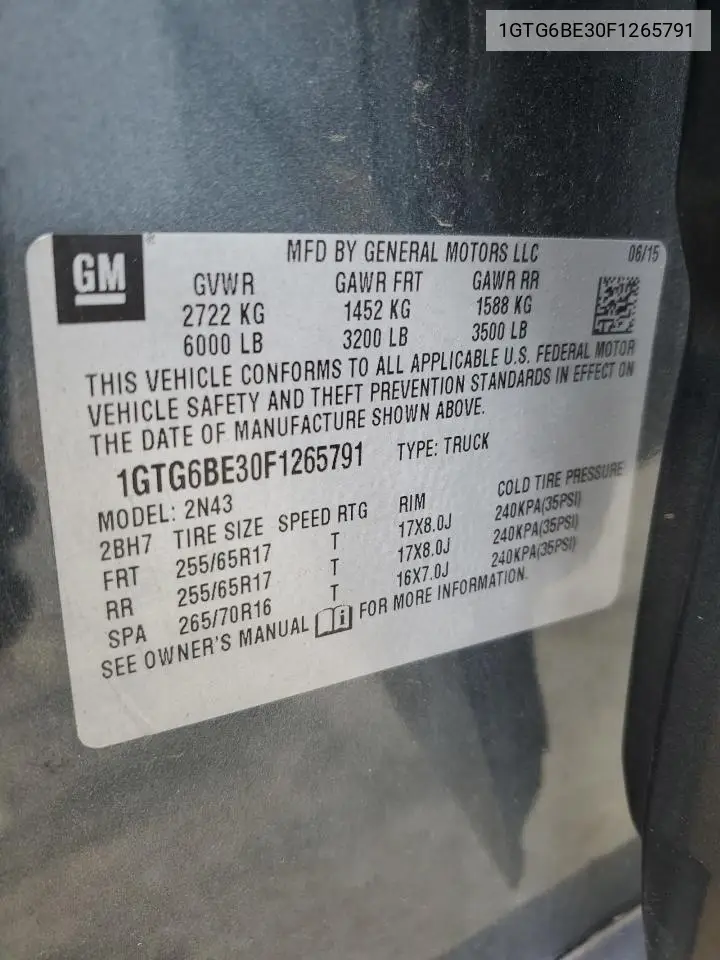 1GTG6BE30F1265791
GM
MFD BY GENERAL MOTORS LLC 06/15
GVWR GAWR FRT GAWR RR
2722 KG 1452 KG 1588 KG
6000 LB 3200 LB 3500 LB
THIS VEHICLE CONFORMS TO ALL APPLICABLE U.S. FEDERAL MOTOR
VEHICLE SAFETY AND THEFT PREVENTION STANDARDS IN EFFECT ON
THE DATE OF MANUFACTURE SHOWN ABOVE.
1GTG6BE30F1265791 TYPE: TRUCK
MODEL: 2N43
2BH7 TIRE SIZE SPEED RTG RIM COLD TIRE PRESSURE
FRT 255/65R17 T 17X8.0J 240KPA(35PSI)
RR 255/65R17 T 17X8.0J 240KPA(35PSI)
SPA 265/70R16 T 16X7.0J 240KPA(35PSI)
SEE OWNER'S MANUAL i FOR MORE INFORMATION.